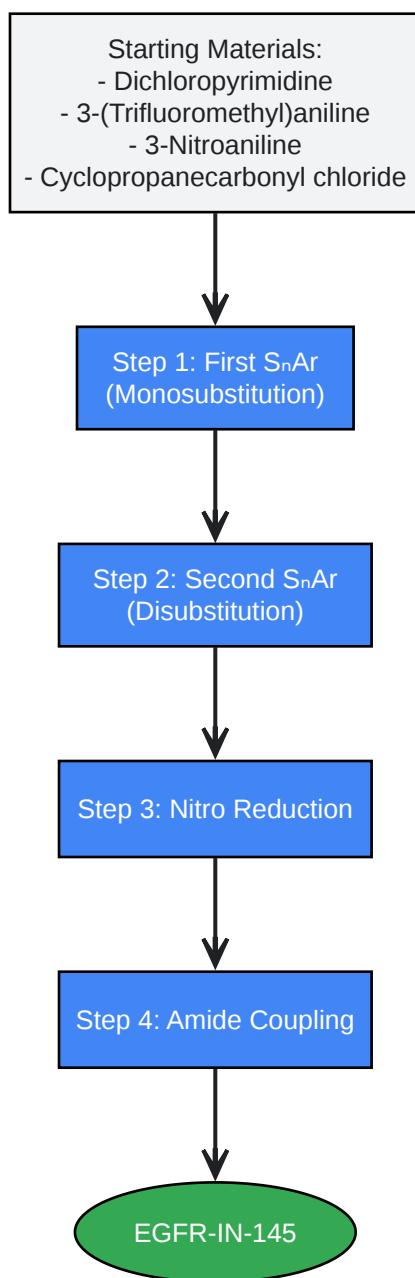 Starting Materials:
- Dichloropyrimidine
- 3-(Trifluoromethyl)aniline
- 3-Nitroaniline
- Cyclopropanecarbonyl chloride
Step 1: First SₙAr
(Monosubstitution)
Step 2: Second SₙAr
(Disubstitution)
Step 3: Nitro Reduction
Step 4: Amide Coupling
EGFR-IN-145